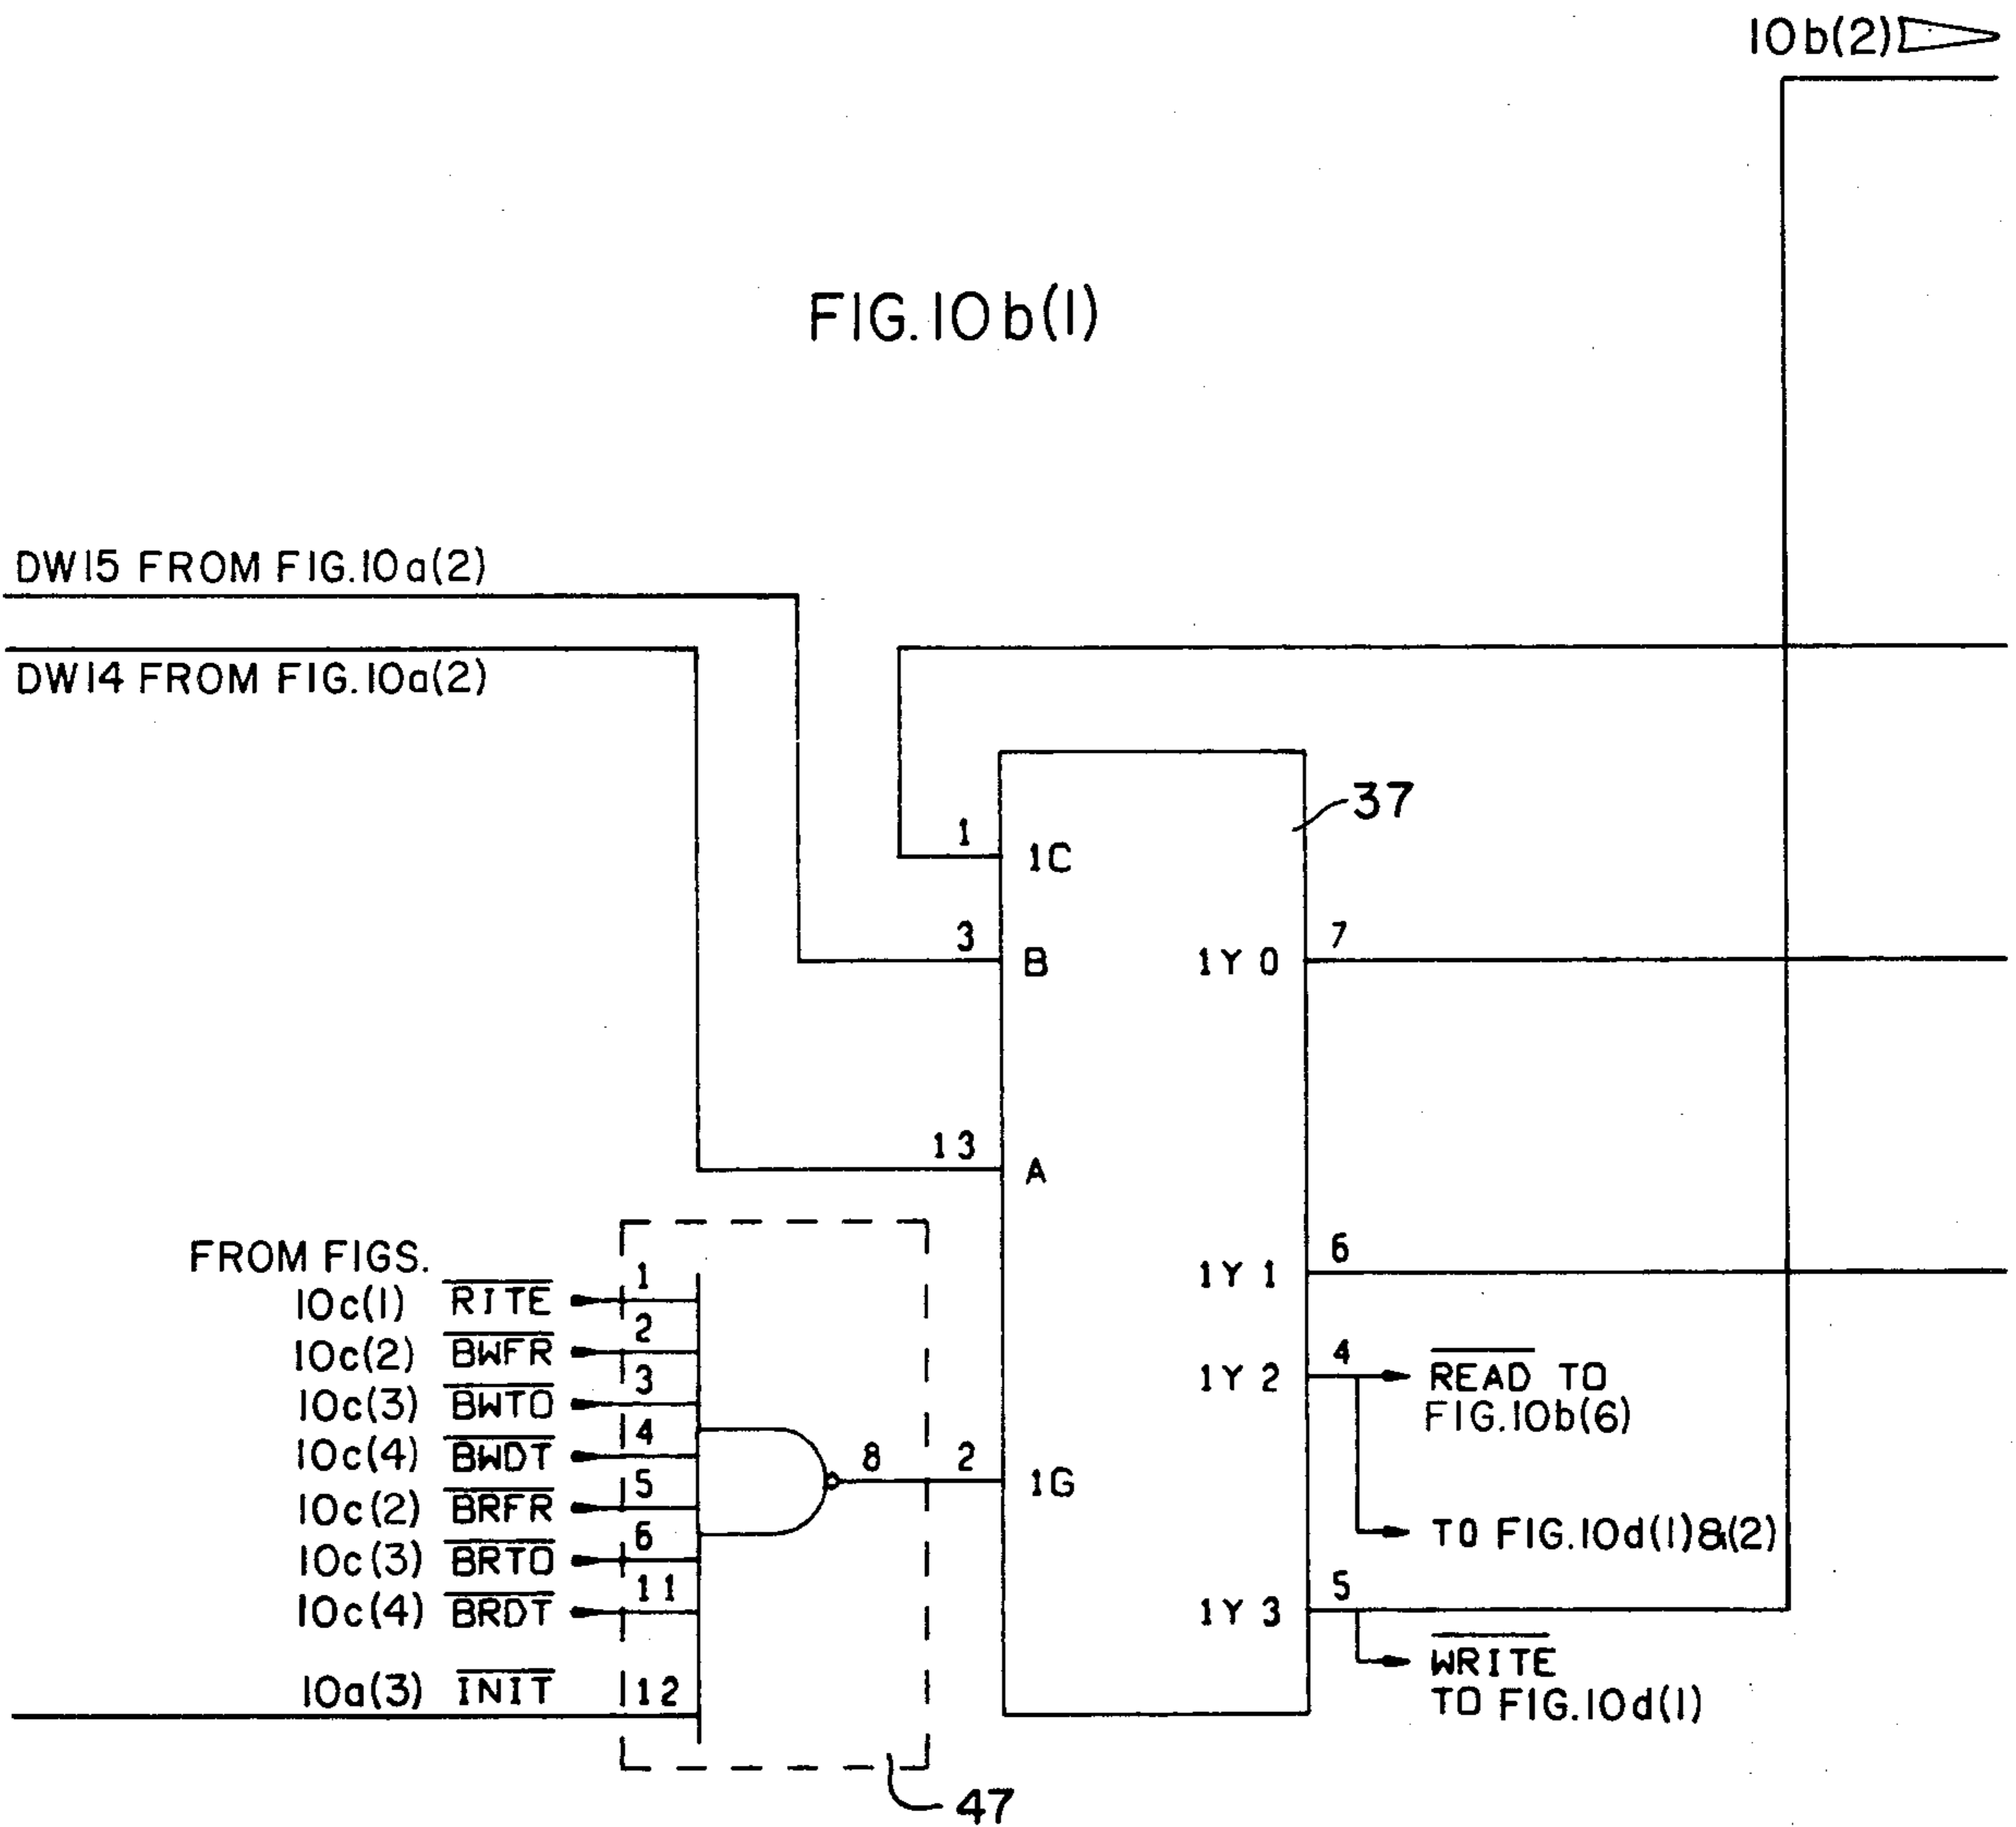 10b(2)
FIG.10b(1)
DW15 FROM FIG.10a(2)
DW14 FROM FIG.10a(2)
37
1
1C
3
B
1Y0
7
13
A
FROM FIGS.
10c(1) RITE 1
10c(2) BWFR 2
10c(3) BWTO 3
10c(4) BWDT 4
10c(2) BRFR 5
10c(3) BRTO 6
10c(4) BRDT 11
10a(3) INIT 12
8
2
1G
1Y1
6
1Y2
4
READ TO
FIG.10b(6)
TO FIG.10d(1)&(2)
1Y3
5
WRITE
TO FIG.10d(1)
47